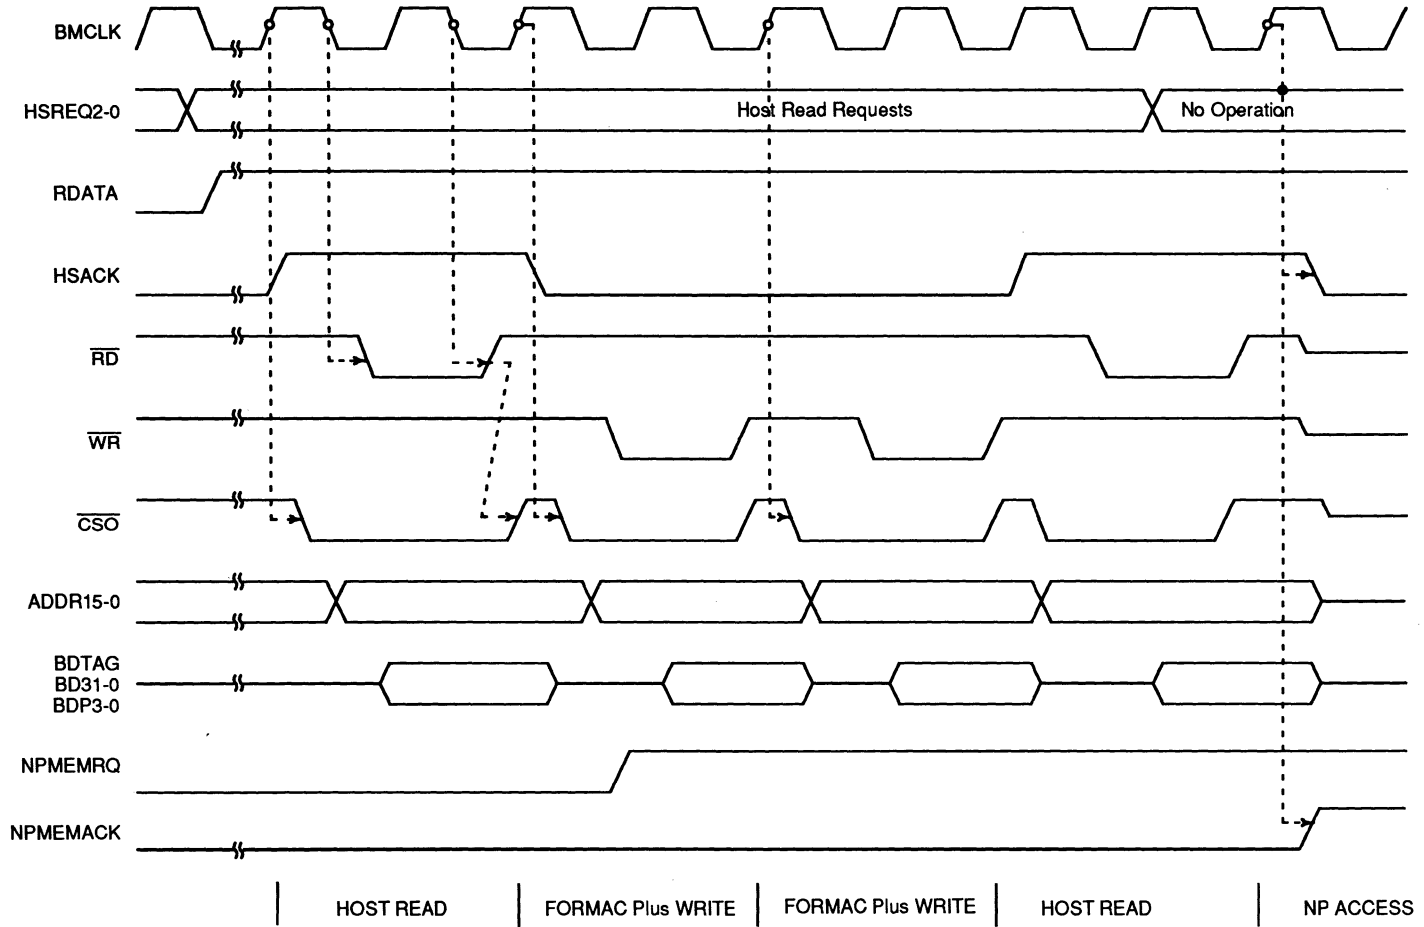 BMCLK
HSREQ2-0
Host Read Requests
No Operation
RDATA
HSACK
RD
WR
CSO
ADDR15-0
BDTAG
BD31-0
BDP3-0
NPMEMRQ
NPMEMACK
HOST READ
FORMAC Plus WRITE
FORMAC Plus WRITE
HOST READ
NP ACCESS